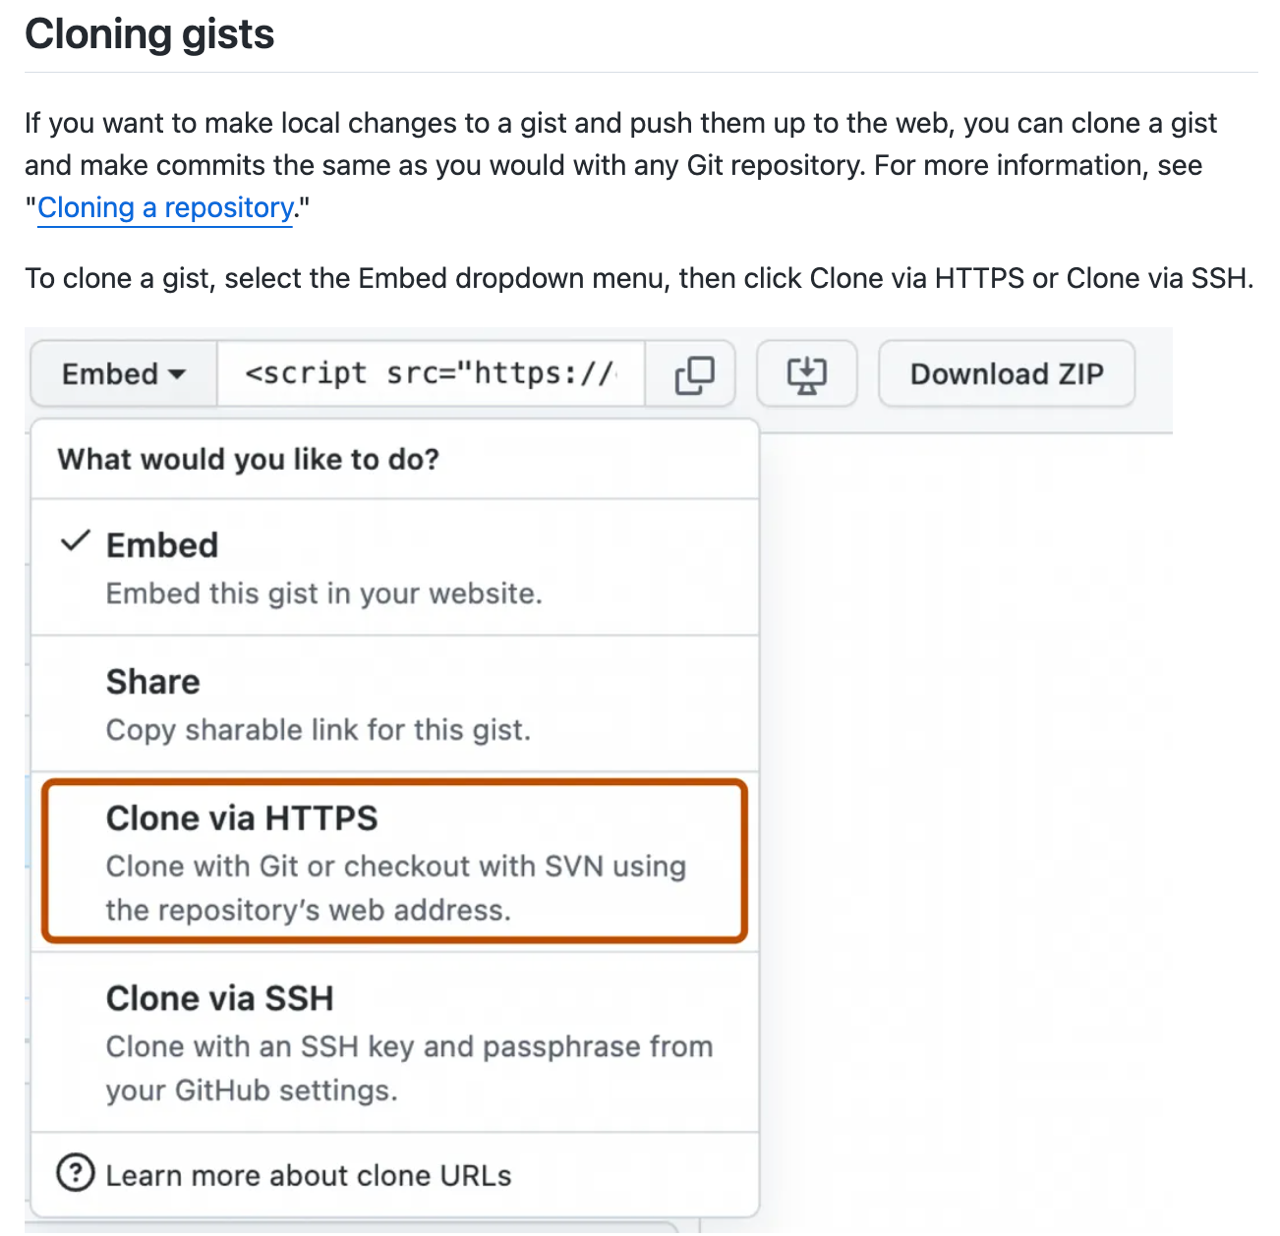 Cloning gists
If you want to make local changes to a gist and push them up to the web, you can clone a gist
and make commits the same as you would with any Git repository. For more information, see
"Cloning a repository."
To clone a gist, select the Embed dropdown menu, then click Clone via HTTPS or Clone via SSH.
Embed <script src="https:// Download ZIP
What would you like to do?
Embed
Embed this gist in your website.
Share
Copy sharable link for this gist.
Clone via HTTPS
Clone with Git or checkout with SVN using
the repository’s web address.
Clone via SSH
Clone with an SSH key and passphrase from
your GitHub settings.
Learn more about clone URLs